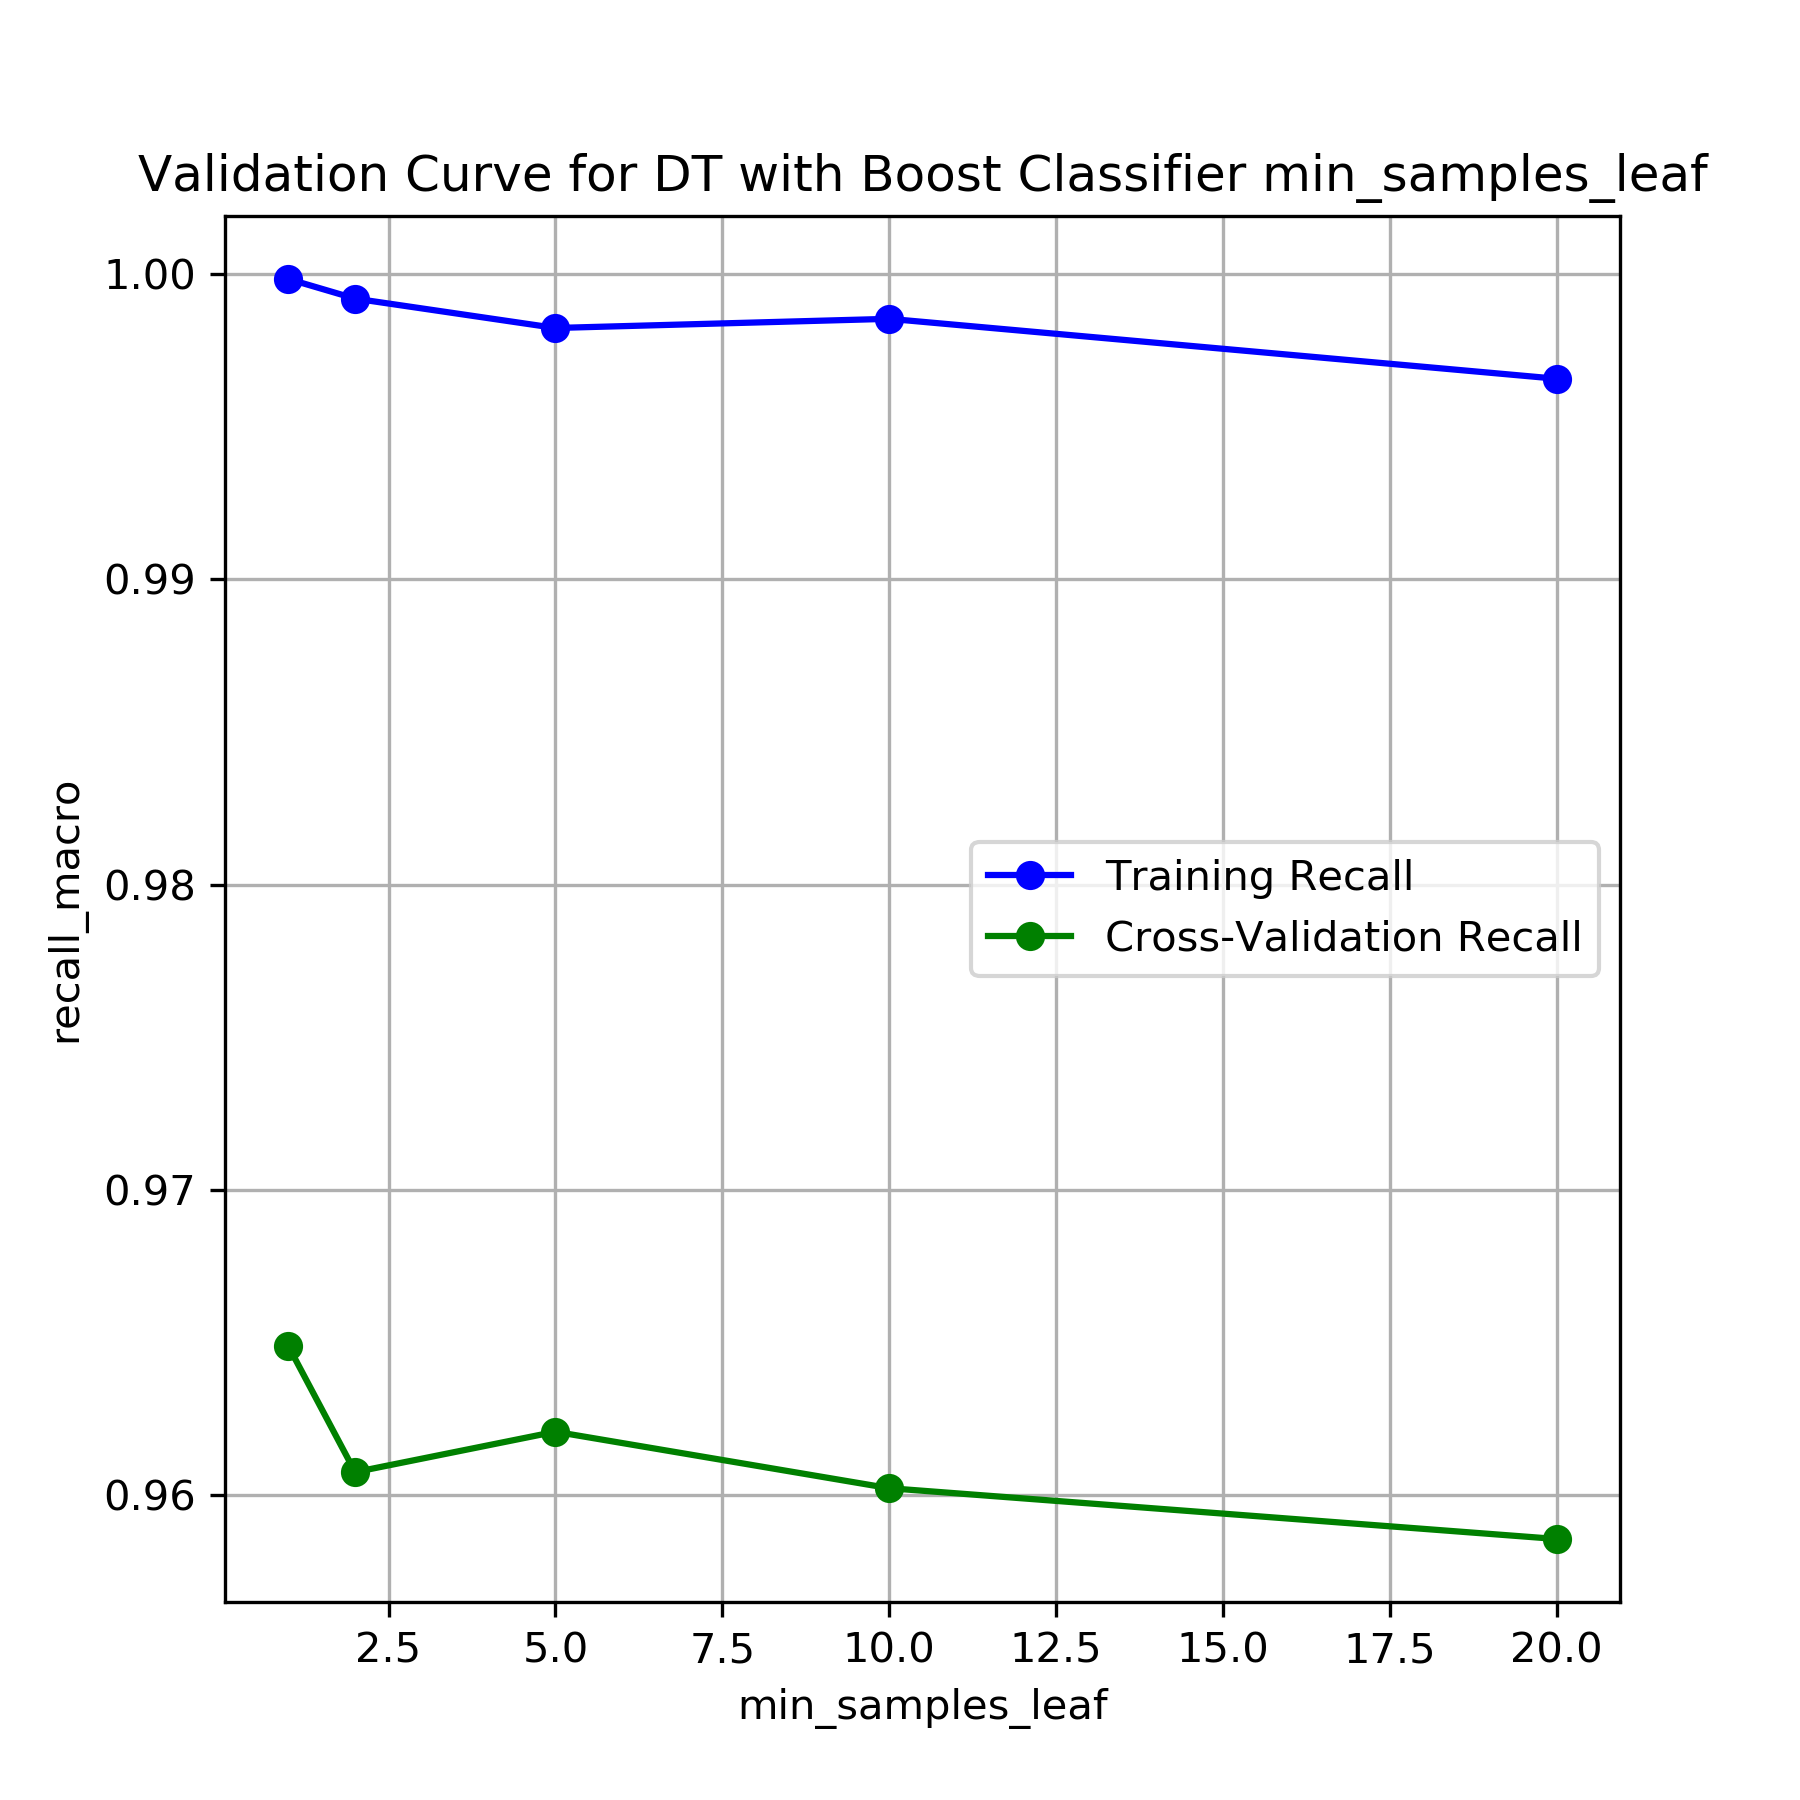 Validation Curve for DT with Boost Classifier min_samples_leaf
1.00
0.99
0.98
0.97
0.96
recall_macro
Training Recall
Cross-Validation Recall
2.5 5.0 7.5 10.0 12.5 15.0 17.5 20.0
min_samples_leaf